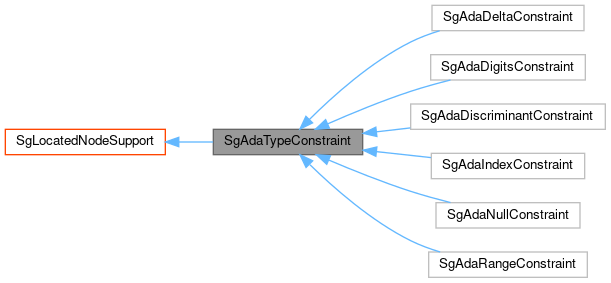 SgAdaDeltaConstraint
SgAdaDigitsConstraint
SgAdaDiscriminantConstraint
SgLocatedNodeSupport
SgAdaTypeConstraint
SgAdaIndexConstraint
SgAdaNullConstraint
SgAdaRangeConstraint